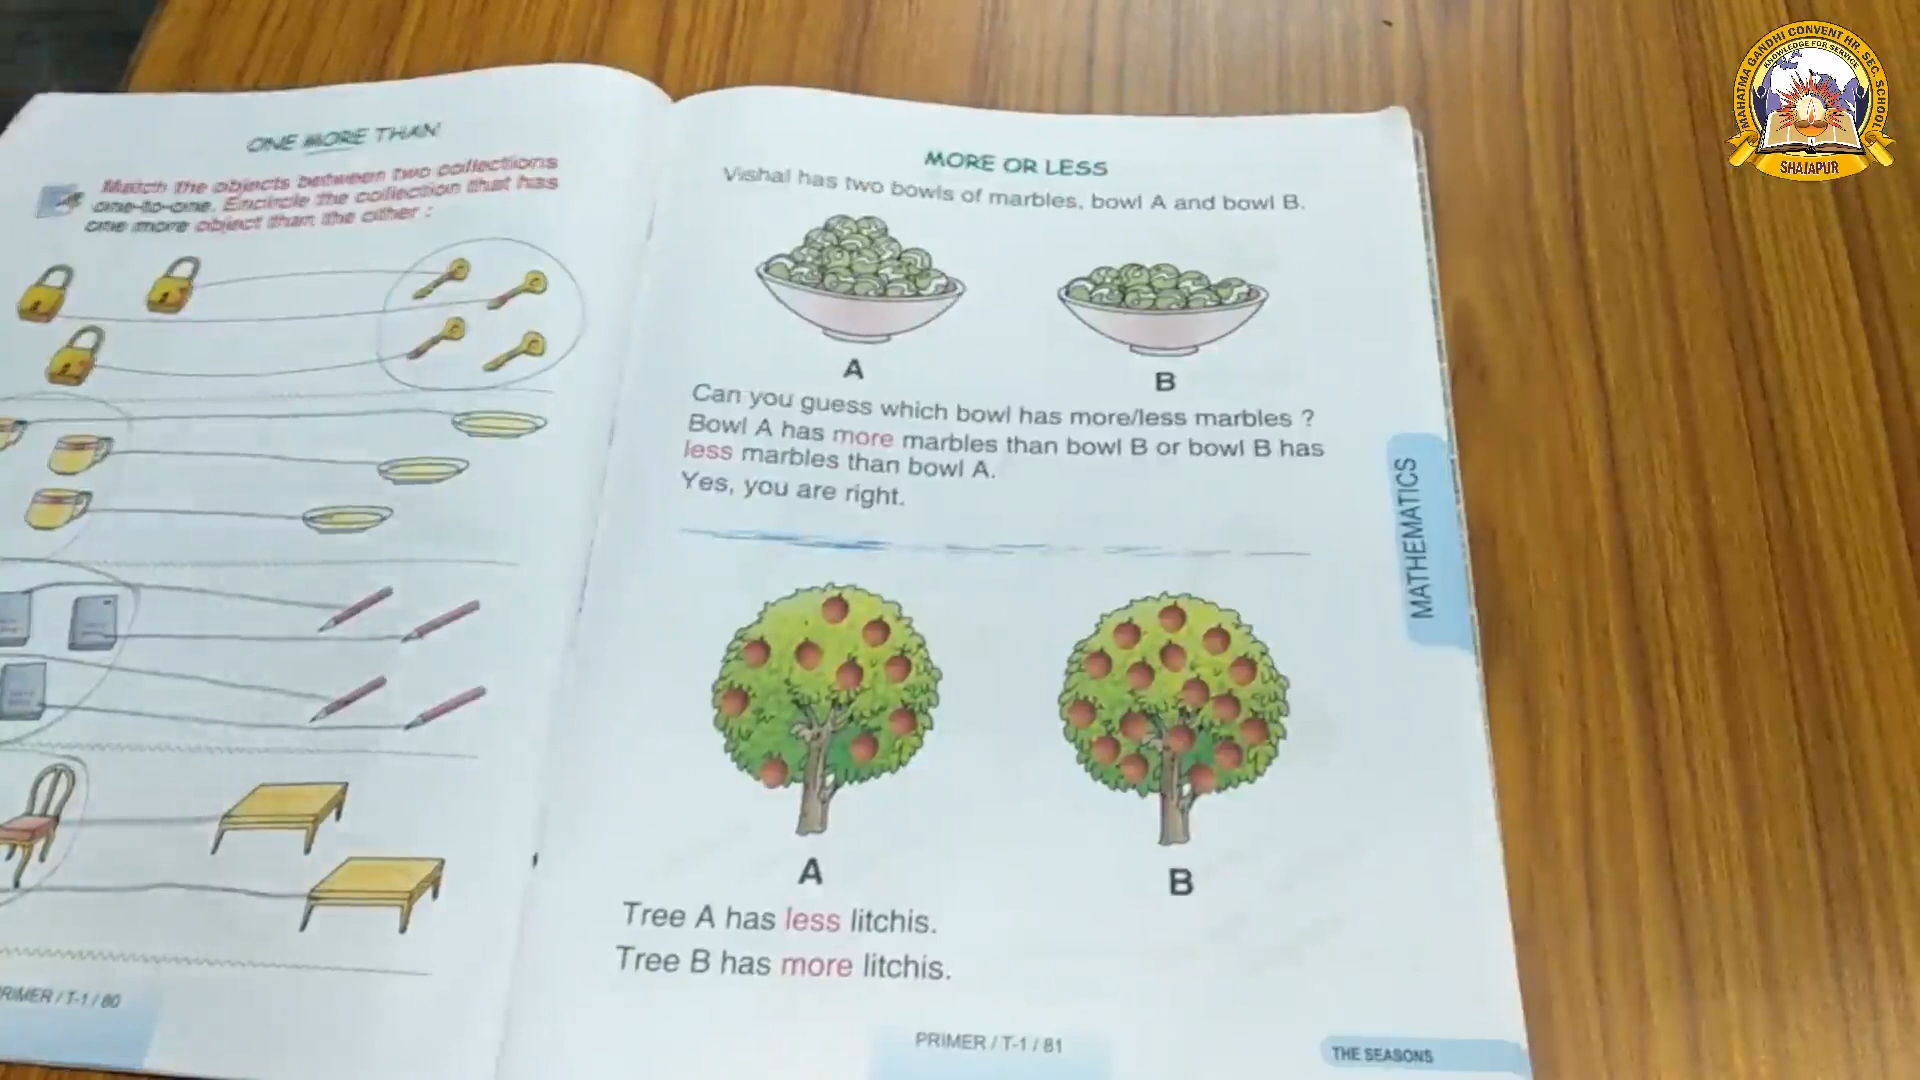 ONE MORE THAN
Match the objects between two collections
one-to-one. Encircle the collection that has
one more object than the other :
PRIMER / T-1 / 80
MORE OR LESS
Vishal has two bowls of marbles, bowl A and bowl B.
A
B
Can you guess which bowl has more/less marbles ?
Bowl A has more marbles than bowl B or bowl B has
less marbles than bowl A.
Yes, you are right.
A
B
Tree A has less litchis.
Tree B has more litchis.
PRIMER / T-1 / 81
THE SEASONS
MATHEMATICS
MAHATMA GANDHI CONVENT HR. SEC. SCHOOL
KNOWLEDGE FOR SERVICE
SHAJAPUR